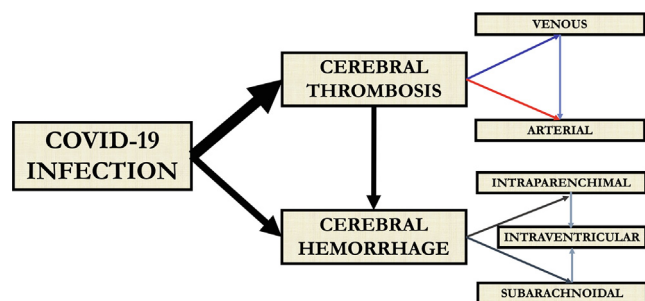 VENOUS
CEREBRAL
THROMBOSIS
ARTERIAL
COVID-19
INFECTION
INTRAPARENCHIMAL
CEREBRAL
HEMORRHAGE
INTRAVENTRICULAR
SUBARACHNOIDAL